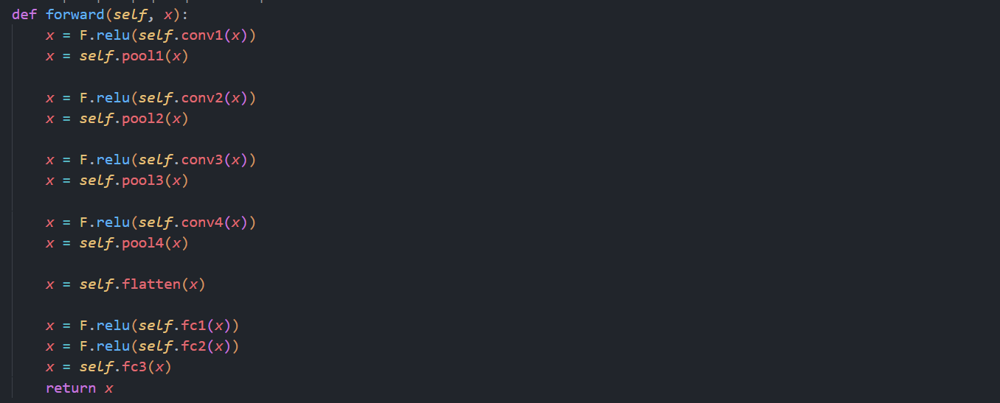 def forward(self, x):
    x = F.relu(self.conv1(x))
    x = self.pool1(x)

    x = F.relu(self.conv2(x))
    x = self.pool2(x)

    x = F.relu(self.conv3(x))
    x = self.pool3(x)

    x = F.relu(self.conv4(x))
    x = self.pool4(x)

    x = self.flatten(x)

    x = F.relu(self.fc1(x))
    x = F.relu(self.fc2(x))
    x = self.fc3(x)
    return x